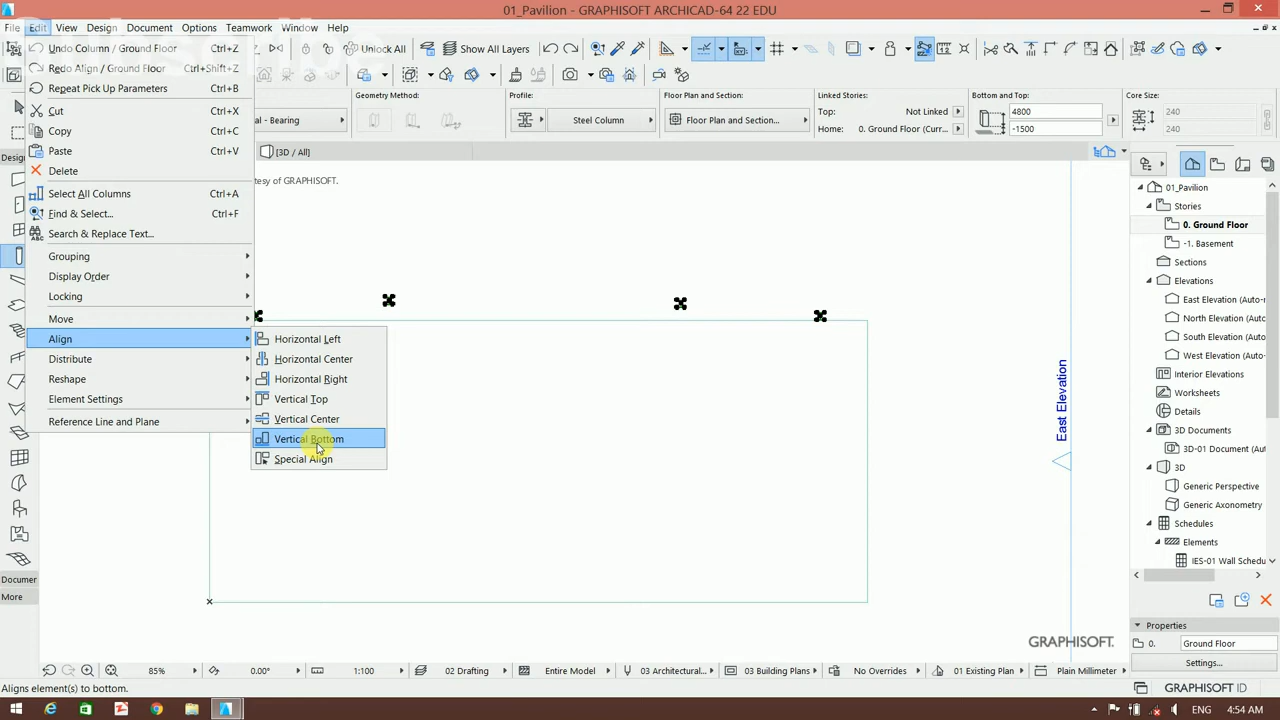 01_Pavilion - GRAPHISOFT ARCHICAD-64 22 EDU
File Edit View Design Document Options Teamwork Window Help
Undo Column / Ground Floor Ctrl+Z
Redo Align / Ground Floor Ctrl+Shift+Z
Repeat Pick Up Parameters Ctrl+B
Cut Ctrl+X
Copy Ctrl+C
Paste Ctrl+V
Delete
Select All Columns Ctrl+A
Find & Select... Ctrl+F
Search & Replace Text...
Grouping
Display Order
Locking
Move
Align
Distribute
Reshape
Element Settings
Reference Line and Plane
Horizontal Left
Horizontal Center
Horizontal Right
Vertical Top
Vertical Center
Vertical Bottom
Special Align
Unlock All
Show All Layers
al - Bearing
Geometry Method:
Profile:
Steel Column
Floor Plan and Section:
Floor Plan and Section...
Linked Stories:
Top: Not Linked
Home: 0. Ground Floor (Curr...
Bottom and Top:
4800
-1500
Core Size:
240
240
[3D / All]
tesy of GRAPHISOFT.
East Elevation
GRAPHISOFT.
Desig
Docume
More
01_Pavilion
Stories
0. Ground Floor
-1. Basement
Sections
Elevations
East Elevation (Auto-
North Elevation (Aut
South Elevation (Aut
West Elevation (Auto
Interior Elevations
Worksheets
Details
3D Documents
3D-01 Document (Aut
3D
Generic Perspective
Generic Axonometry
Schedules
Elements
IES-01 Wall Schedu
Properties
0. Ground Floor
Settings...
85% 0.00° 1:100 02 Drafting Entire Model 03 Architectural... 03 Building Plans No Overrides 01 Existing Plan Plain Millimeter
Aligns element(s) to bottom.
GRAPHISOFT ID
ENG 4:54 AM